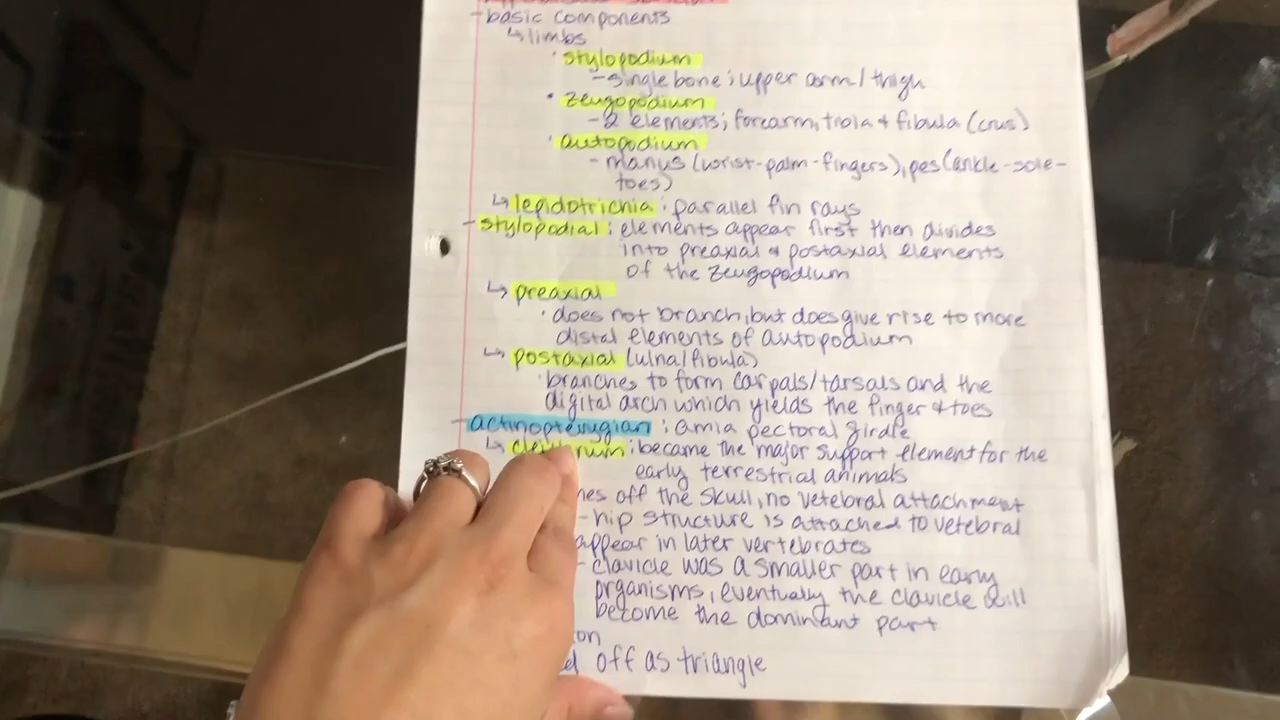 -basic components
↳limbs
· stylopodium
-single bone; upper arm/thigh
· zeugopodium
-2 elements; forearm, tibia & fibula (crus)
· autopodium
- manus (wrist-palm-fingers), pes (ankle-sole-
toes)
↳ lepidotrichia: parallel fin rays
- stylopodial: elements appear first then divides
into preaxial & postaxial elements
of the zeugopodium
↳ preaxial
· does not branch, but does give rise to more
distal elements of autopodium
↳ postaxial (ulna/fibula)
· branches to form carpals/tarsals and the
digital arch which yields the finger & toes
- actinopterygian: amia pectoral girdle
↳ cleithrum: became the major support element for the
early terrestrial animals
off the skull, no vetebral attachment
-hip structure is attached to vetebral
appear in later vertebrates
- clavicle was a smaller part in early
organisms, eventually the clavicle will
become the dominant part
off as triangle